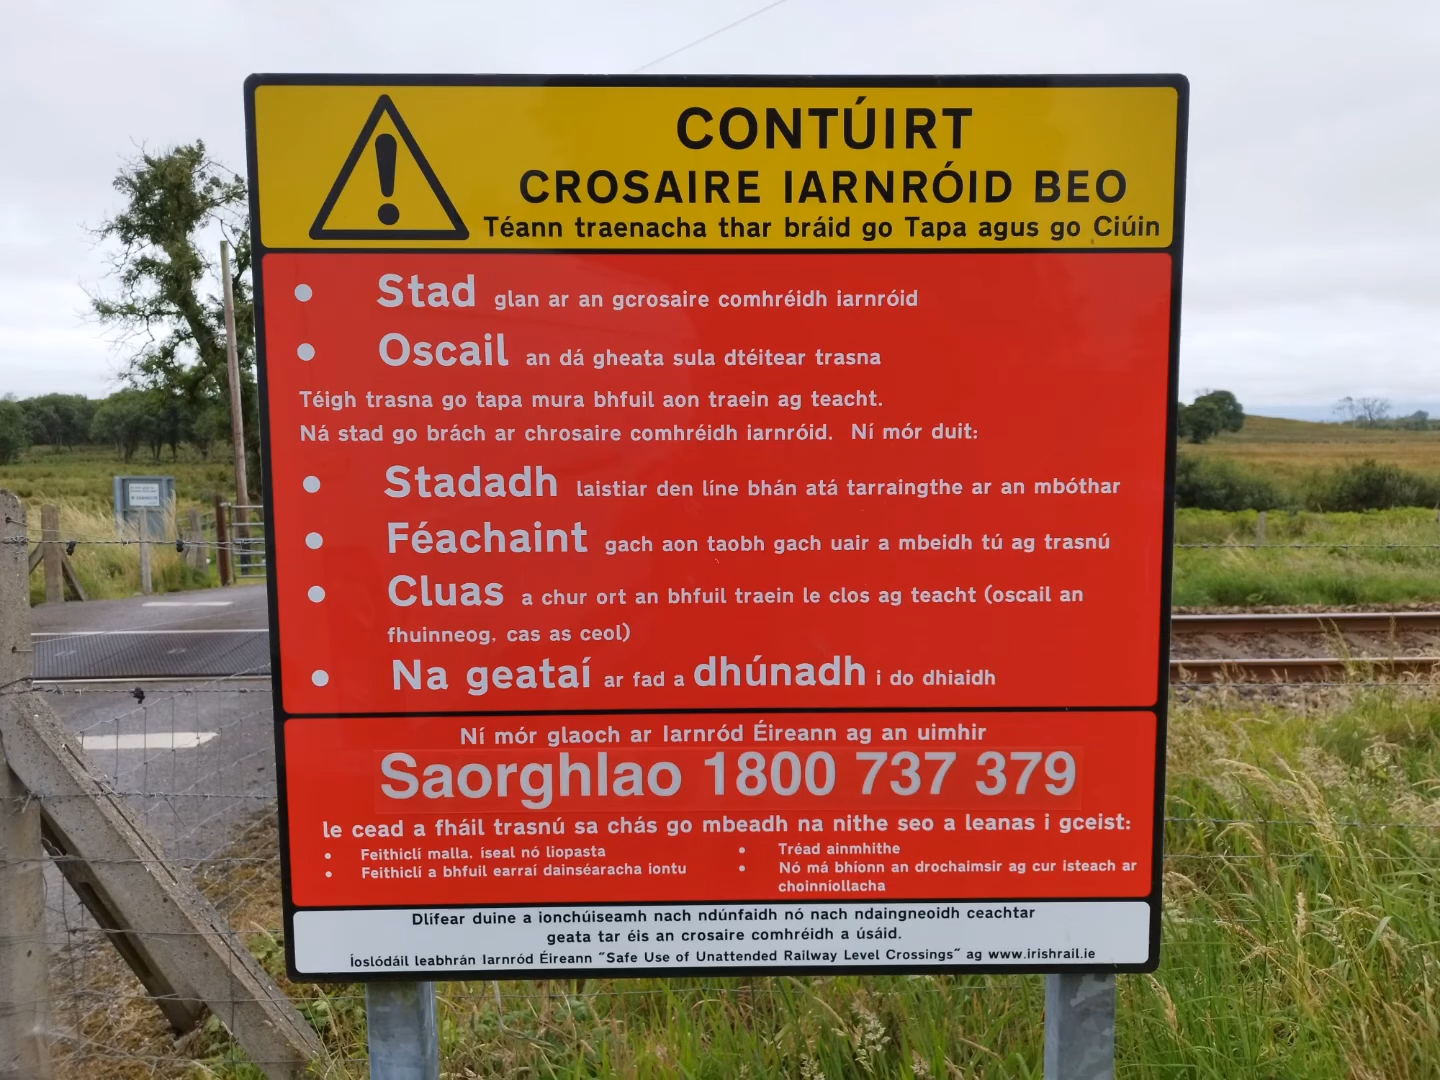 CONTÚIRT
CROSAIRE IARNRÓID BEO
Téann traenacha thar bráid go Tapa agus go Ciúin
• Stad glan ar an gcrosaire comhréidh iarnróid
• Oscail an dá gheata sula dtéitear trasna
Téigh trasna go tapa mura bhfuil aon traein ag teacht.
Ná stad go brách ar chrosaire comhréidh iarnróid. Ní mór duit:
• Stadadh laistiar den líne bhán atá tarraingthe ar an mbóthar
• Féachaint gach aon taobh gach uair a mbeidh tú ag trasnú
• Cluas a chur ort an bhfuil traein le clos ag teacht (oscail an
fhuinneog, cas as ceol)
• Na geataí ar fad a dhúnadh i do dhiaidh
Ní mór glaoch ar Iarnród Éireann ag an uimhir
Saorghlao 1800 737 379
le cead a fháil trasnú sa chás go mbeadh na nithe seo a leanas i gceist:
• Feithiclí malla, íseal nó liopasta
• Feithiclí a bhfuil earraí dainséaracha iontu
• Tréad ainmhithe
• Nó má bhíonn an drochaimsir ag cur isteach ar
choinníollacha
Dlífear duine a ionchúiseamh nach ndúnfaidh nó nach ndaingneoidh ceachtar
geata tar éis an crosaire comhréidh a úsáid.
Íoslódáil leabhrán Iarnród Éireann "Safe Use of Unattended Railway Level Crossings" ag www.irishrail.ie